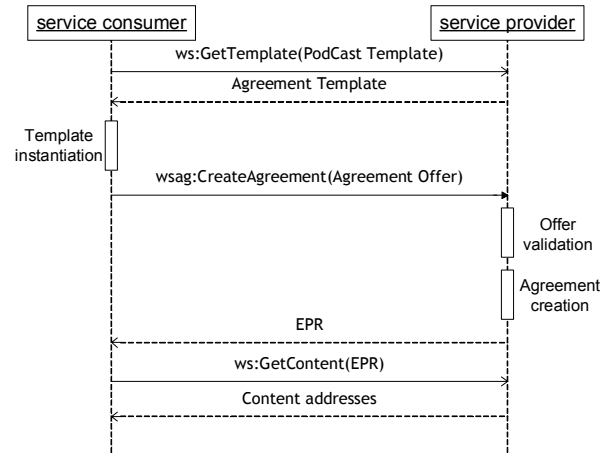 service consumer
service provider
ws:GetTemplate(PodCast Template)
Agreement Template
Template
instantiation
wsag:CreateAgreement(Agreement Offer)
Offer
validation
Agreement
creation
EPR
ws:GetContent(EPR)
Content addresses